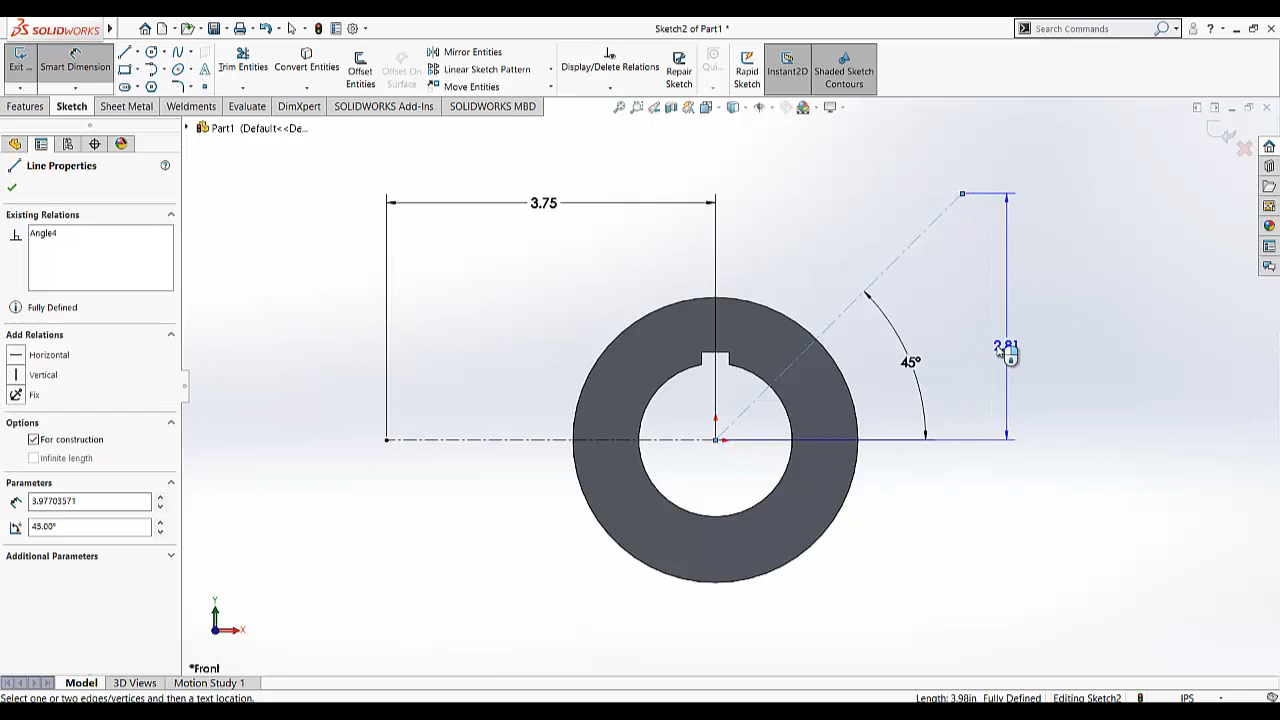 SOLIDWORKS
Sketch2 of Part1 *
Search Commands
Exit ...
Smart Dimension
Trim Entities
Convert Entities
Offset Entities
Offset On Surface
Mirror Entities
Linear Sketch Pattern
Move Entities
Display/Delete Relations
Repair Sketch
Qui...
Rapid Sketch
Instant2D
Shaded Sketch Contours
Features
Sketch
Sheet Metal
Weldments
Evaluate
DimXpert
SOLIDWORKS Add-Ins
SOLIDWORKS MBD
Part1 (Default<<De...
Line Properties
Existing Relations
Angle4
Fully Defined
Add Relations
Horizontal
Vertical
Fix
Options
For construction
Infinite length
Parameters
3.97703571
45.00°
Additional Parameters
3.75
45°
2.81
Y
X
*Front
Model
3D Views
Motion Study 1
Select one or two edges/vertices and then a text location.
Length: 3.98in
Fully Defined
Editing Sketch2
IPS